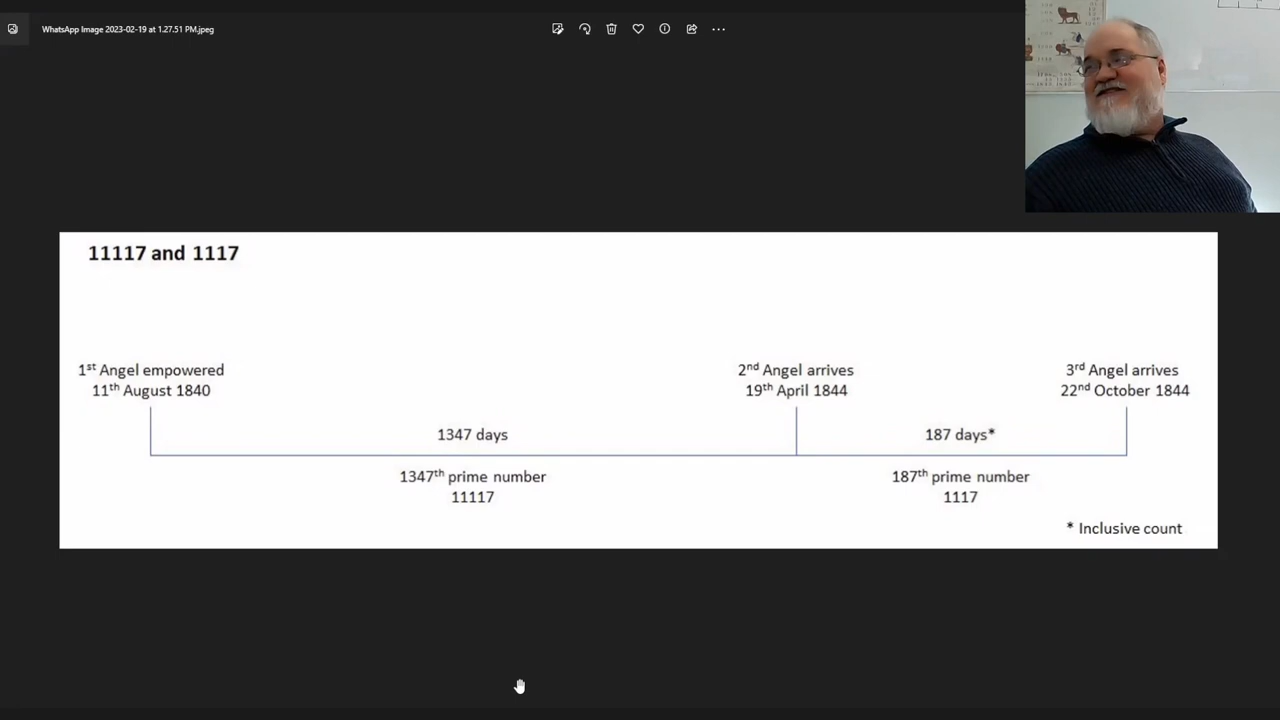 WhatsApp Image 2023-02-19 at 1.27.51 PM.jpeg
11117 and 1117
1st Angel empowered
11th August 1840
2nd Angel arrives
19th April 1844
3rd Angel arrives
22nd October 1844
1347 days
187 days*
1347th prime number
11117
187th prime number
1117
* Inclusive count